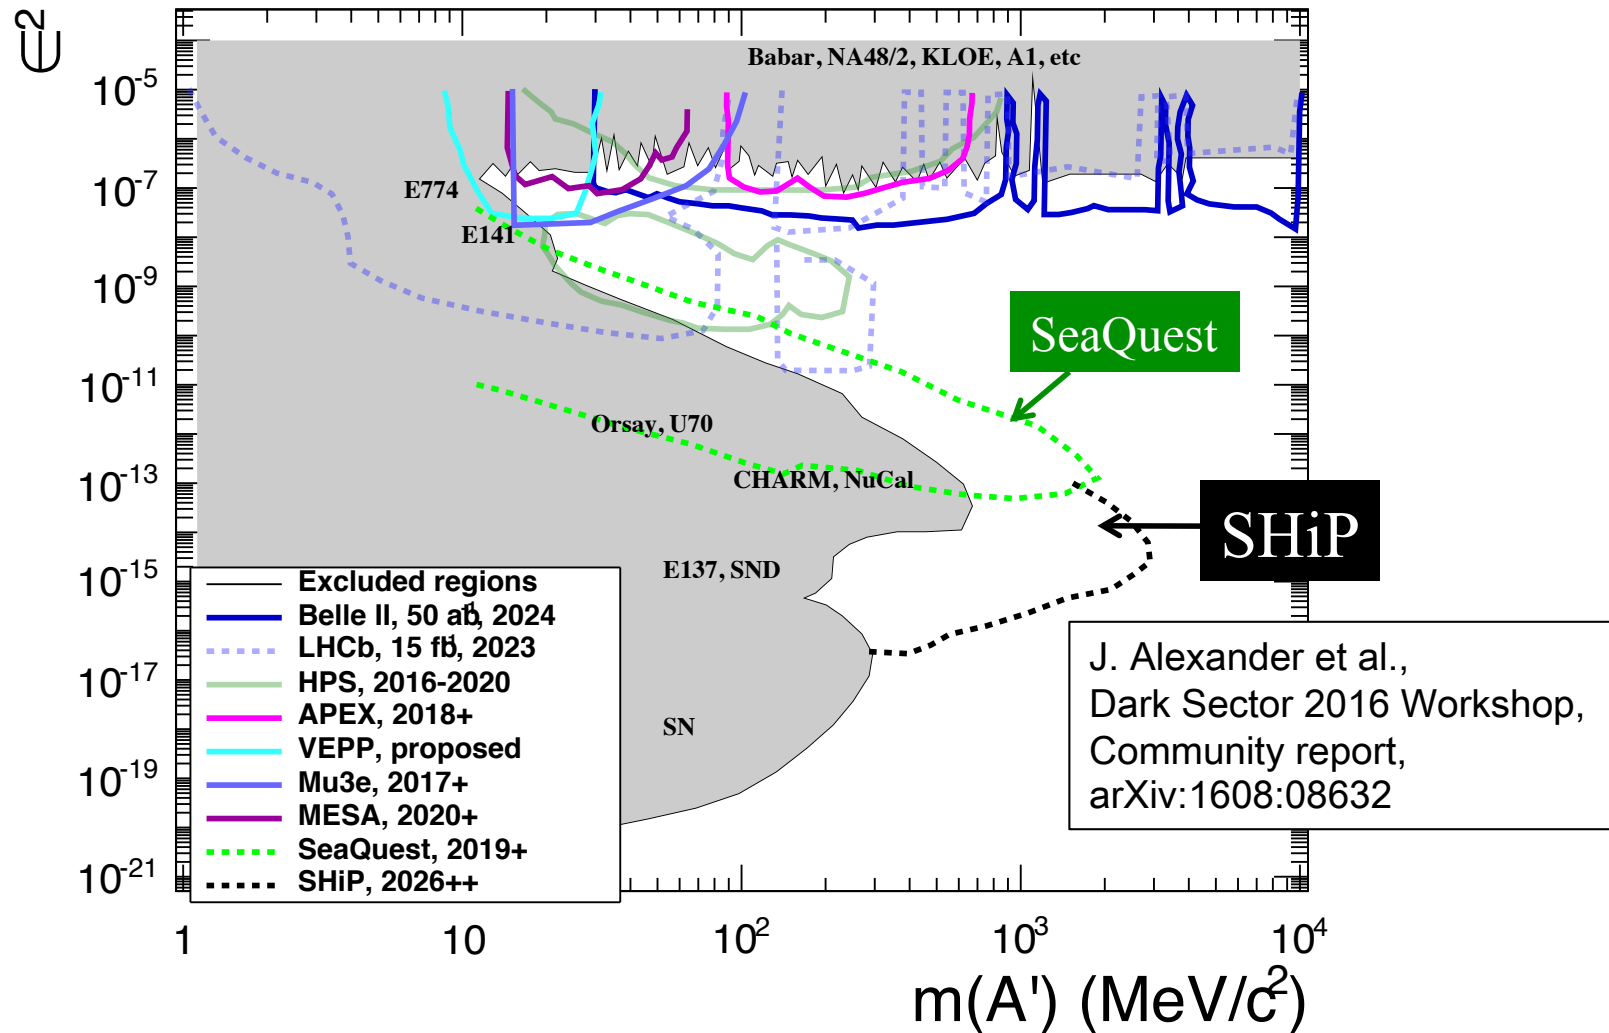 ε²
10⁻⁵
10⁻⁷
10⁻⁹
10⁻¹¹
10⁻¹³
10⁻¹⁵
10⁻¹⁷
10⁻¹⁹
10⁻²¹
Babar, NA48/2, KLOE, A1, etc
E774
E141
SeaQuest
Orsay, U70
CHARM, NuCal
SHiP
E137, SND
SN
Excluded regions
Belle II, 50 ab⁻¹, 2024
LHCb, 15 fb⁻¹, 2023
HPS, 2016-2020
APEX, 2018+
VEPP, proposed
Mu3e, 2017+
MESA, 2020+
SeaQuest, 2019+
SHiP, 2026++
J. Alexander et al.,
Dark Sector 2016 Workshop,
Community report,
arXiv:1608:08632
1 10 10² 10³ 10⁴
m(A') (MeV/c²)